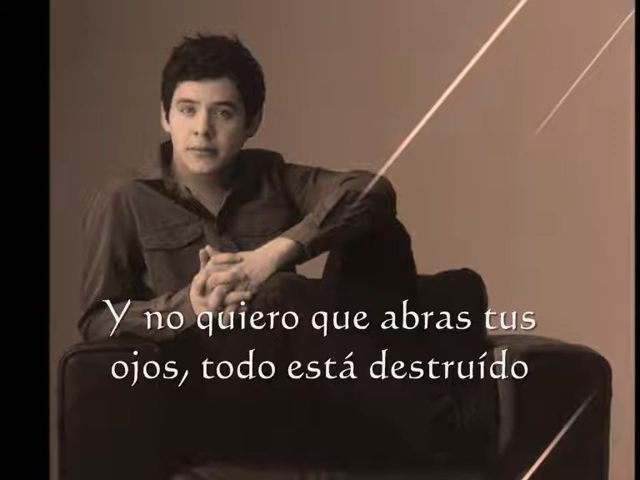 Y no quiero que abras tus
ojos, todo está destruído